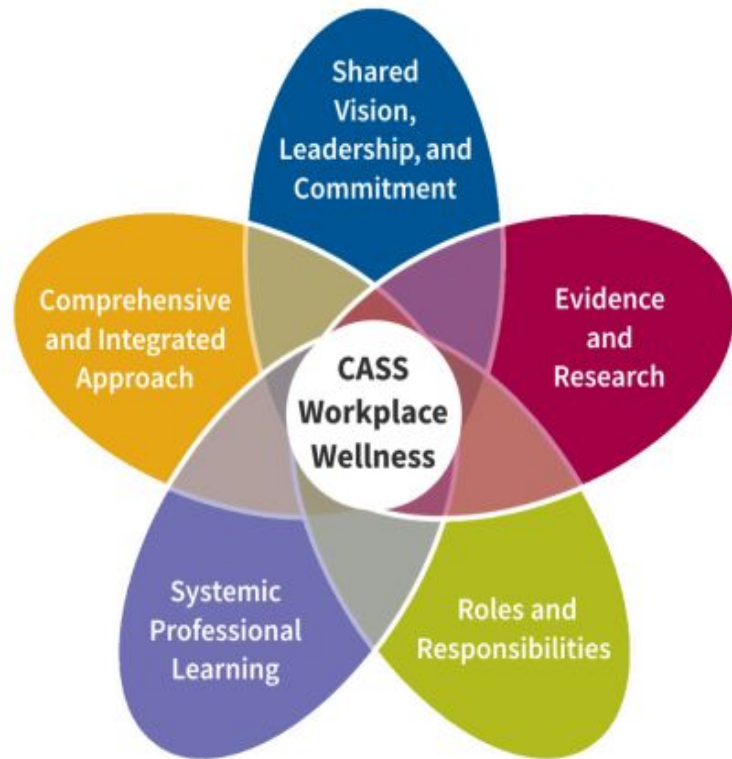 Shared
Vision,
Leadership, and
Commitment
Comprehensive
and Integrated
Approach
Evidence
and
Research
CASS
Workplace
Wellness
Systemic
Professional
Learning
Roles and
Responsibilities